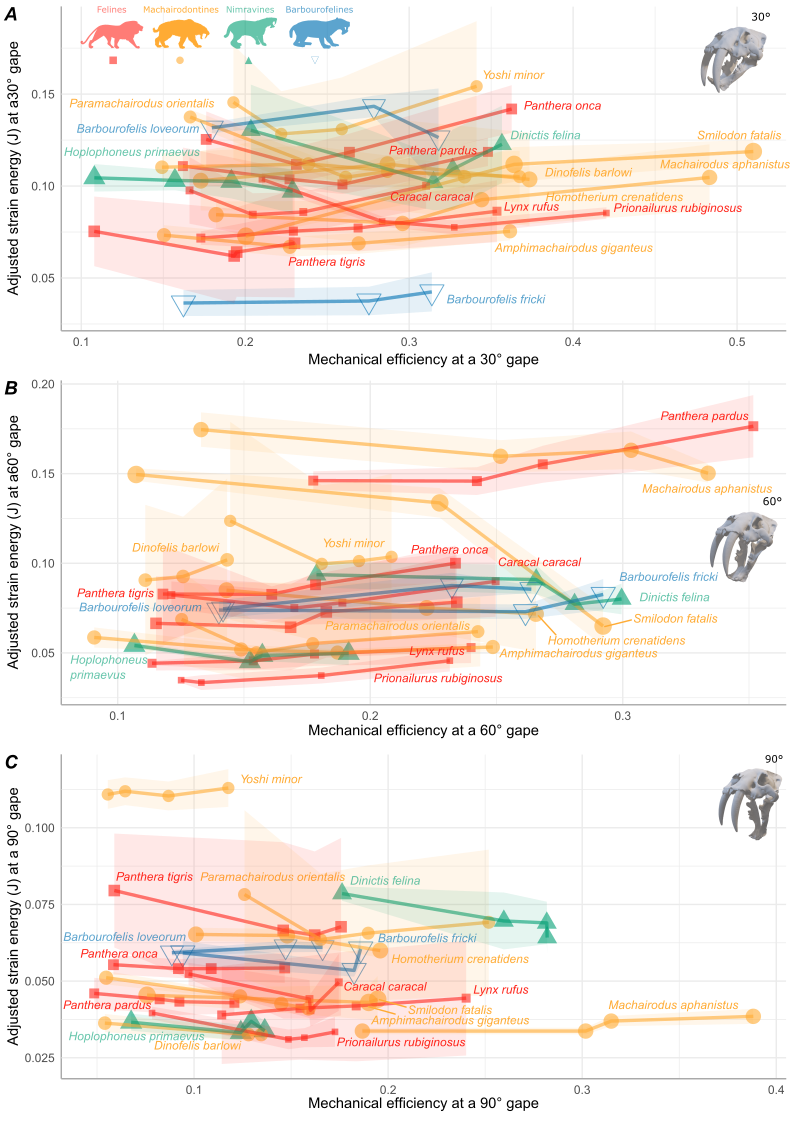 A
Felines Machairodontines Nimravines Barbourofelines
30°
Adjusted strain energy (J) at a30° gape
0.15
0.10
0.05
Yoshi minor
Paramachairodus orientalis
Panthera onca
Barbourofelis loveorum
Dinictis felina
Smilodon fatalis
Hoplophoneus primaevus
Panthera pardus
Machairodus aphanistus
Dinofelis barlowi
Caracal caracal
Homotherium crenatidens
Lynx rufus
Prionailurus rubiginosus
Amphimachairodus giganteus
Panthera tigris
Barbourofelis fricki
0.1 0.2 0.3 0.4 0.5
Mechanical efficiency at a 30° gape
B
60°
Adjusted strain energy (J) at a60° gape
0.20
0.15
0.10
0.05
Panthera pardus
Machairodus aphanistus
Dinofelis barlowi
Yoshi minor
Panthera onca
Caracal caracal
Barbourofelis fricki
Panthera tigris
Dinictis felina
Barbourofelis loveorum
Smilodon fatalis
Paramachairodus orientalis
Homotherium crenatidens
Lynx rufus
Amphimachairodus giganteus
Hoplophoneus
primaevus
Prionailurus rubiginosus
0.1 0.2 0.3
Mechanical efficiency at a 60° gape
C
90°
Adjusted strain energy (J) at a 90° gape
0.100
0.075
0.050
0.025
Yoshi minor
Panthera tigris
Paramachairodus orientalis
Dinictis felina
Barbourofelis loveorum
Barbourofelis fricki
Panthera onca
Homotherium crenatidens
Caracal caracal
Lynx rufus
Panthera pardus
Smilodon fatalis
Machairodus aphanistus
Amphimachairodus giganteus
Hoplophoneus primaevus
Dinofelis barlowi
Prionailurus rubiginosus
0.1 0.2 0.3 0.4
Mechanical efficiency at a 90° gape